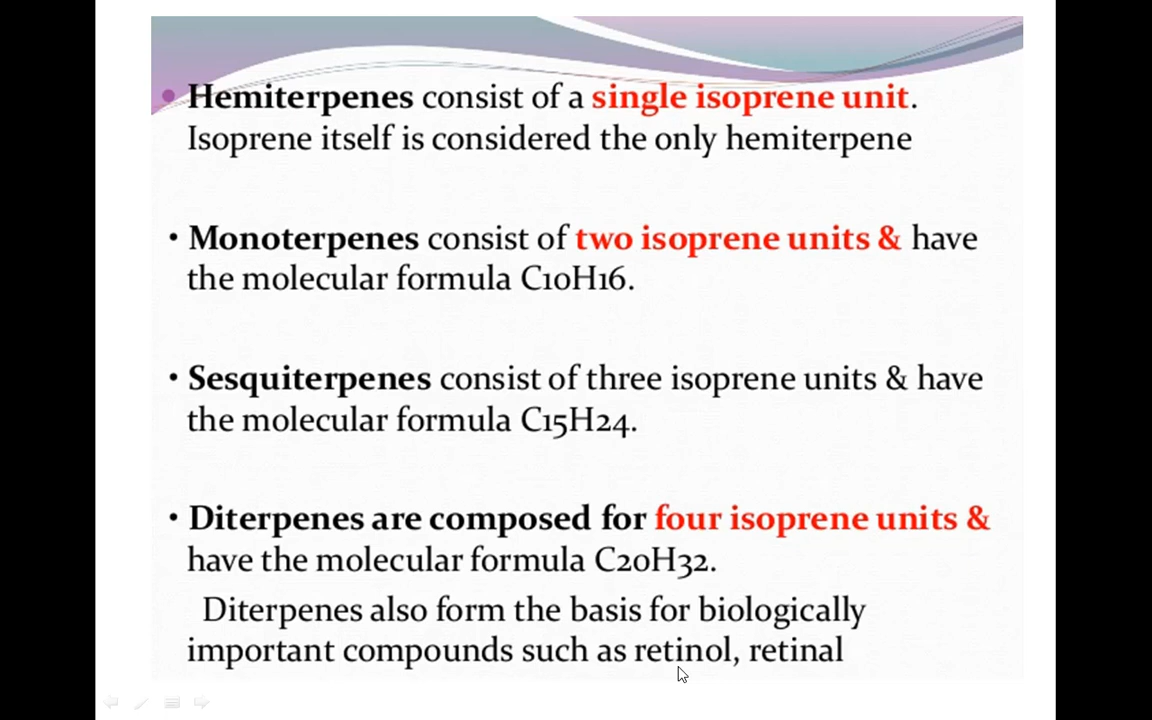 • Hemiterpenes consist of a single isoprene unit.
Isoprene itself is considered the only hemiterpene
• Monoterpenes consist of two isoprene units & have
the molecular formula C10H16.
• Sesquiterpenes consist of three isoprene units & have
the molecular formula C15H24.
• Diterpenes are composed for four isoprene units &
have the molecular formula C20H32.
Diterpenes also form the basis for biologically
important compounds such as retinol, retinal